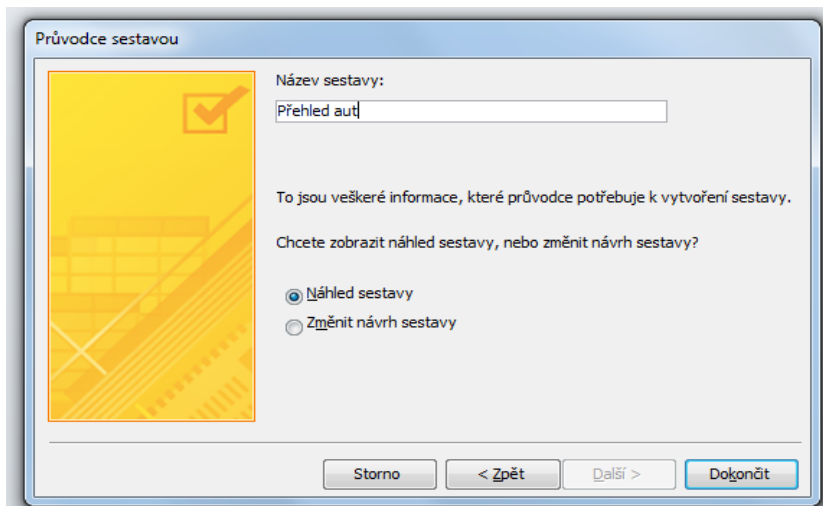 Průvodce sestavou
Název sestavy:
Přehled aut
To jsou veškeré informace, které průvodce potřebuje k vytvoření sestavy.
Chcete zobrazit náhled sestavy, nebo změnit návrh sestavy?
Náhled sestavy
Změnit návrh sestavy
Storno
< Zpět
Další >
Dokončit